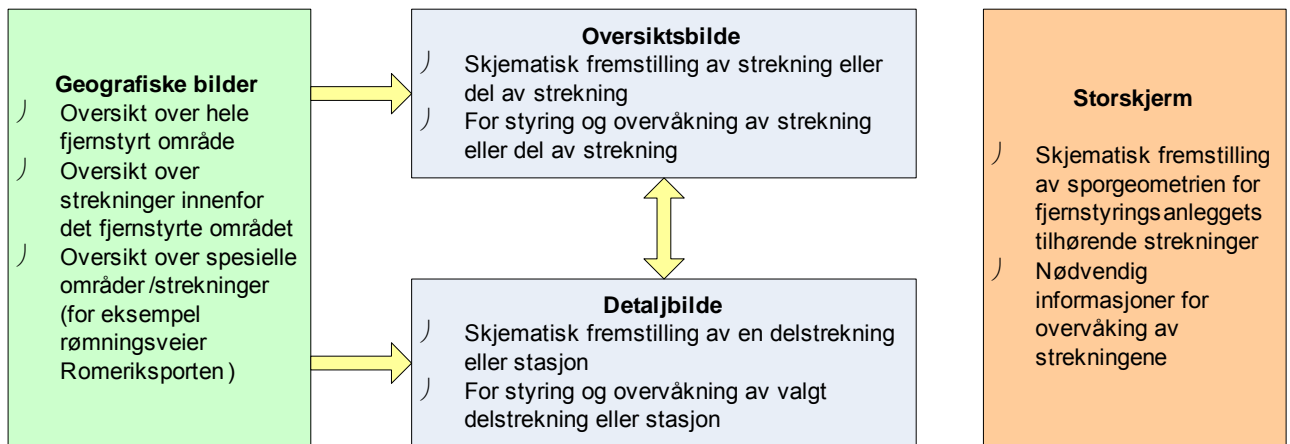 Geografiske bilder
Oversikt over hele
fjernstyrt område
Oversikt over
strekninger innenfor
det fjernstyrte området
Oversikt over spesielle
områder/strekninger
(for eksempel
rømningsveier
Romeriksporten)
Oversiktsbilde
Skjematisk fremstilling av strekning eller
del av strekning
For styring og overvåkning av strekning
eller del av strekning
Detaljbilde
Skjematisk fremstilling av en delstrekning
eller stasjon
For styring og overvåkning av valgt
delstrekning eller stasjon
Storskjerm
Skjematisk fremstilling
av sporgeometrien for
fjernstyringsanleggets
tilhørende strekninger
Nødvendig
informasjoner for
overvåking av
strekningene